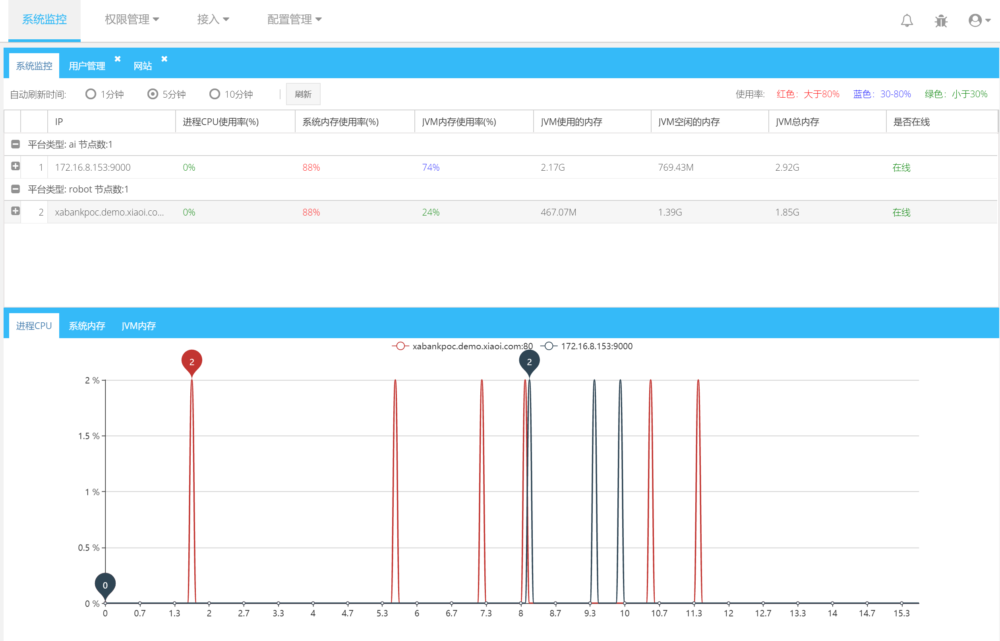 系统监控 权限管理 接入 配置管理
系统监控 用户管理 网站
自动刷新时间: 1分钟 5分钟 10分钟 刷新 使用率: 红色：大于80% 蓝色：30-80% 绿色：小于30%
IP 进程CPU使用率(%) 系统内存使用率(%) JVM内存使用率(%) JVM使用的内存 JVM空闲的内存 JVM总内存 是否在线
平台类型: ai 节点数:1
1 172.16.8.153:9000 0% 88% 74% 2.17G 769.43M 2.92G 在线
平台类型: robot 节点数:1
2 xabankpoc.demo.xiaoi.co... 0% 88% 24% 467.07M 1.39G 1.85G 在线
进程CPU 系统内存 JVM内存
xabankpoc.demo.xiaoi.com:80 172.16.8.153:9000
2 2
2 %
1.5 %
1 %
0.5 %
0
0 %
0 0.7 1.3 2 2.7 3.3 4 4.7 5.3 6 6.7 7.3 8 8.7 9.3 10 10.7 11.3 12 12.7 13.3 14 14.7 15.3